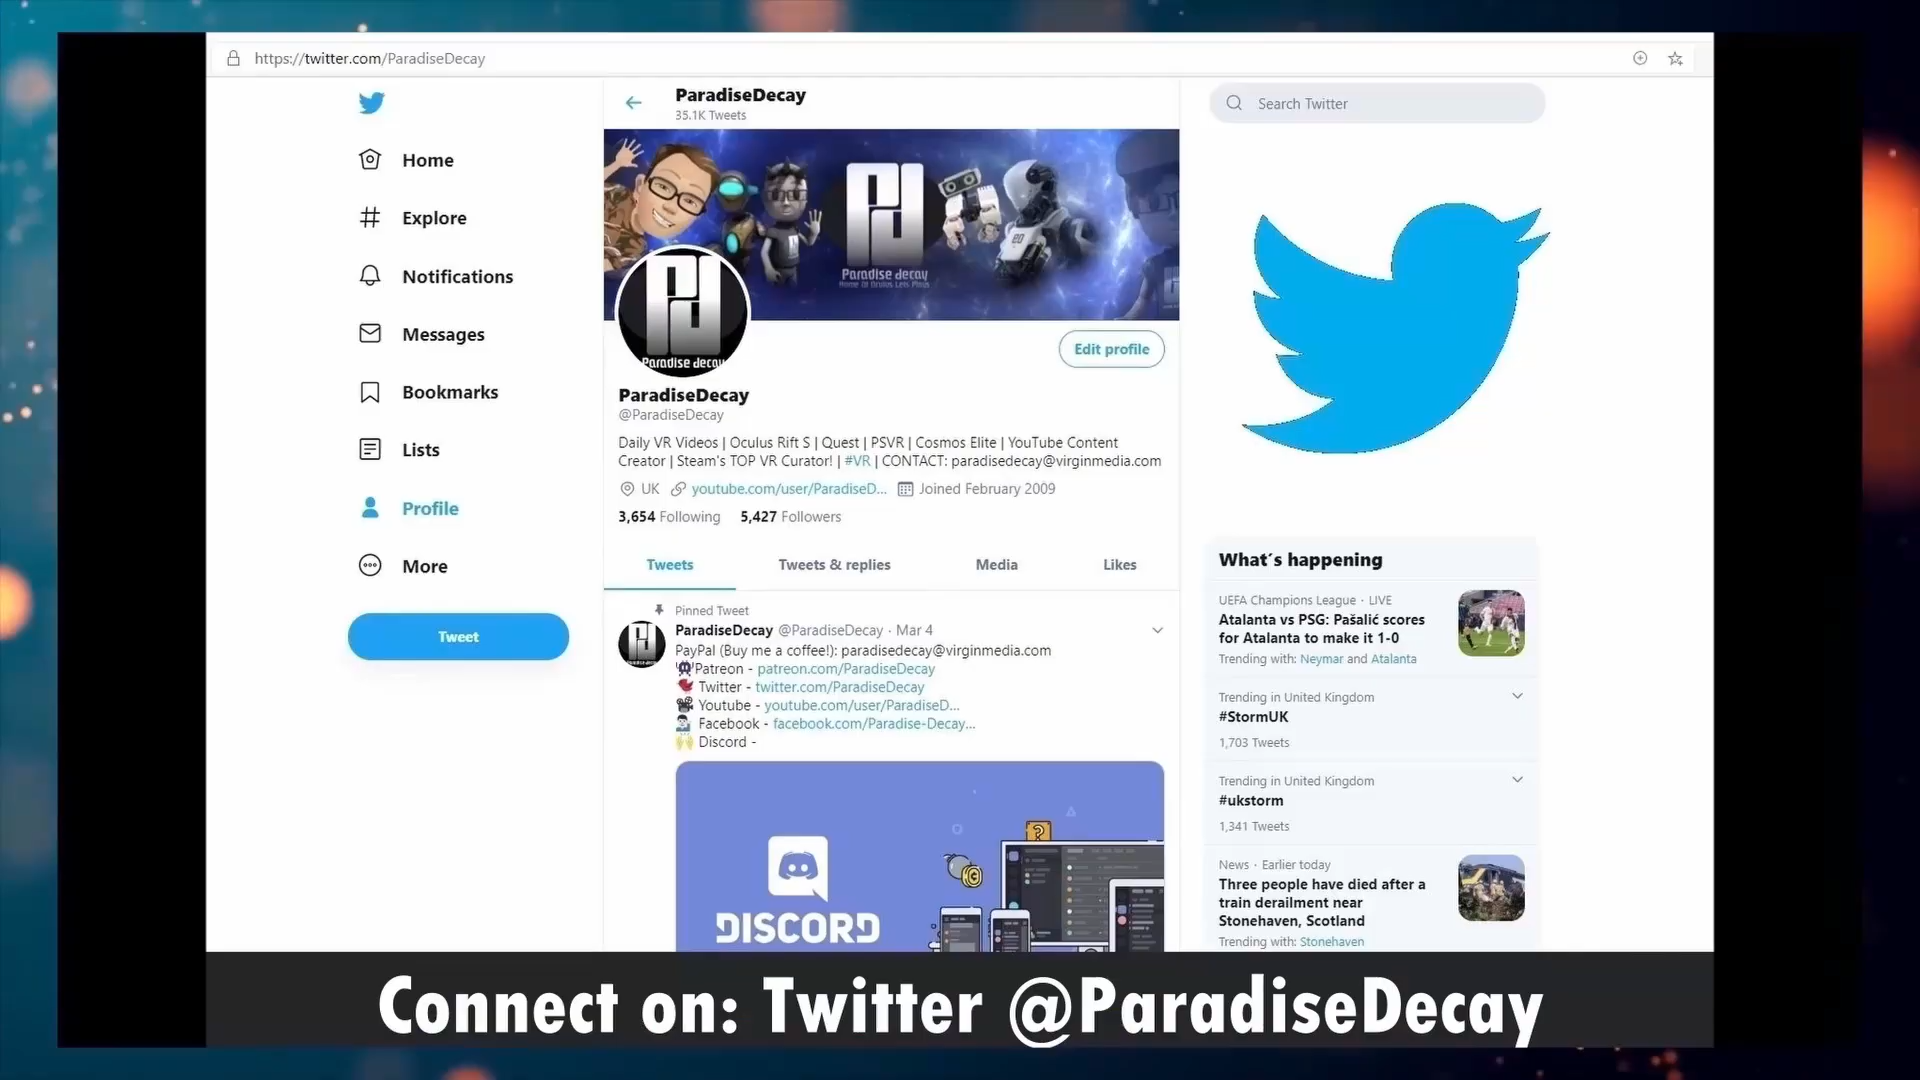 https://twitter.com/ParadiseDecay
ParadiseDecay
35.1K Tweets
Search Twitter
Home
Explore
Notifications
Messages
Bookmarks
Lists
Profile
More
Tweet
Paradise decay
Home Of Oculus Lets Plays
Paradise decay
Edit profile
ParadiseDecay
@ParadiseDecay
Daily VR Videos | Oculus Rift S | Quest | PSVR | Cosmos Elite | YouTube Content
Creator | Steam's TOP VR Curator! | #VR | CONTACT: paradisedecay@virginmedia.com
UK youtube.com/user/ParadiseD... Joined February 2009
3,654 Following 5,427 Followers
Tweets Tweets & replies Media Likes
Pinned Tweet
ParadiseDecay @ParadiseDecay · Mar 4
PayPal (Buy me a coffee!): paradisedecay@virginmedia.com
Patreon - patreon.com/ParadiseDecay
Twitter - twitter.com/ParadiseDecay
Youtube - youtube.com/user/ParadiseD...
Facebook - facebook.com/Paradise-Decay...
Discord -
DISCORD
What´s happening
UEFA Champions League · LIVE
Atalanta vs PSG: Pašalić scores
for Atalanta to make it 1-0
Trending with: Neymar and Atalanta
Trending in United Kingdom
#StormUK
1,703 Tweets
Trending in United Kingdom
#ukstorm
1,341 Tweets
News · Earlier today
Three people have died after a
train derailment near
Stonehaven, Scotland
Trending with: Stonehaven
Connect on: Twitter @ParadiseDecay